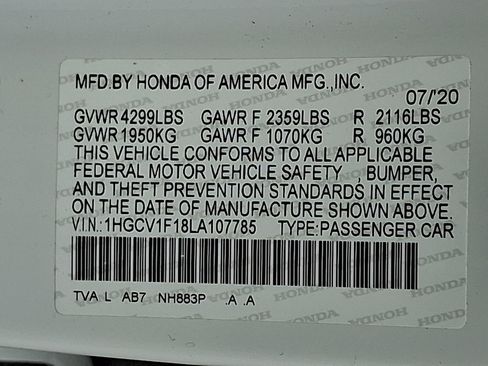 MFD.BY HONDA OF AMERICA MFG.,INC.
07/'20
GVWR 4299LBS GAWR F 2359LBS R 2116LBS
GVWR 1950KG GAWR F 1070KG R 960KG
THIS VEHICLE CONFORMS TO ALL APPLICABLE
FEDERAL MOTOR VEHICLE SAFETY , BUMPER,
AND THEFT PREVENTION STANDARDS IN EFFECT
ON THE DATE OF MANUFACTURE SHOWN ABOVE.
V.I.N.:1HGCV1F18LA107785 TYPE:PASSENGER CAR
TVA L AB7 NH883P .A .A